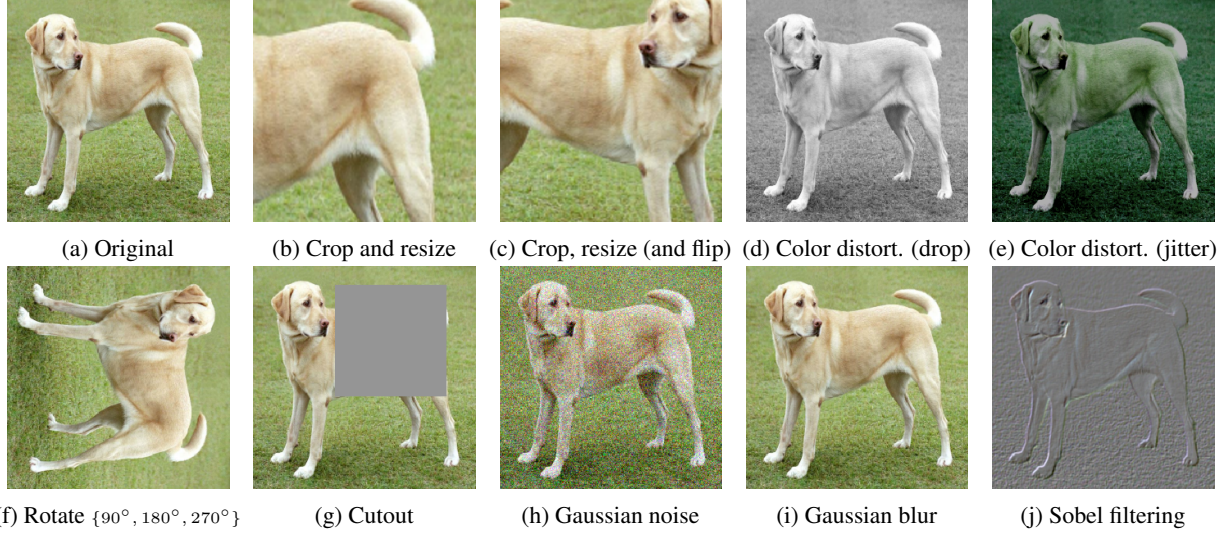 (a) Original
(b) Crop and resize
(c) Crop, resize (and flip)
(d) Color distort. (drop)
(e) Color distort. (jitter)
f) Rotate {90°, 180°, 270°}
(g) Cutout
(h) Gaussian noise
(i) Gaussian blur
(j) Sobel filtering